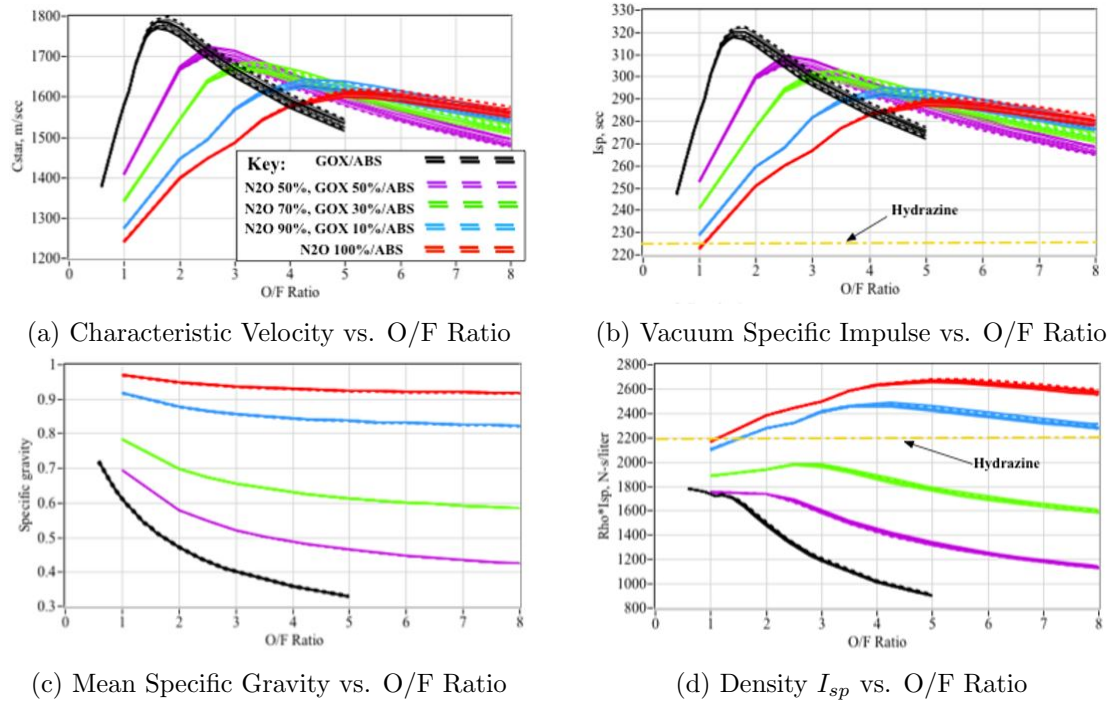 1800
1700
1600
1500
1400
1300
1200
0 1 2 3 4 5 6 7 8
Cstar, m/sec
O/F Ratio
Key: GOX/ABS
N2O 50%, GOX 50%/ABS
N2O 70%, GOX 30%/ABS
N2O 90%, GOX 10%/ABS
N2O 100%/ABS
(a) Characteristic Velocity vs. O/F Ratio
330
320
310
300
290
280
270
260
250
240
230
220
0 1 2 3 4 5 6 7 8
Isp, sec
O/F Ratio
Hydrazine
(b) Vacuum Specific Impulse vs. O/F Ratio
1
0.9
0.8
0.7
0.6
0.5
0.4
0.3
0 1 2 3 4 5 6 7 8
Specific gravity
O/F Ratio
(c) Mean Specific Gravity vs. O/F Ratio
2800
2600
2400
2200
2000
1800
1600
1400
1200
1000
800
0 1 2 3 4 5 6 7 8
Rho*Isp, N-s/liter
O/F Ratio
Hydrazine
(d) Density Isp vs. O/F Ratio